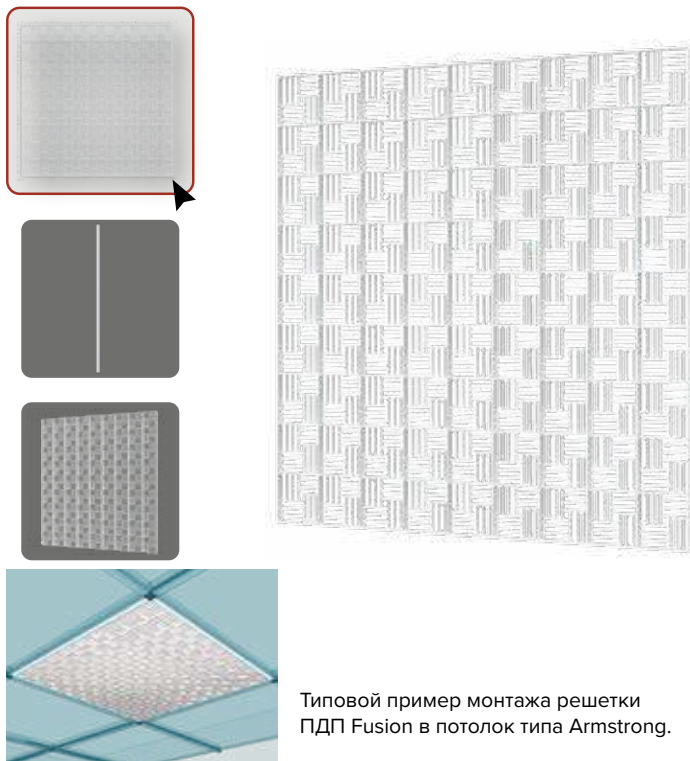 Типовой пример монтажа решетки
ПДП Fusion в потолок типа Armstrong.